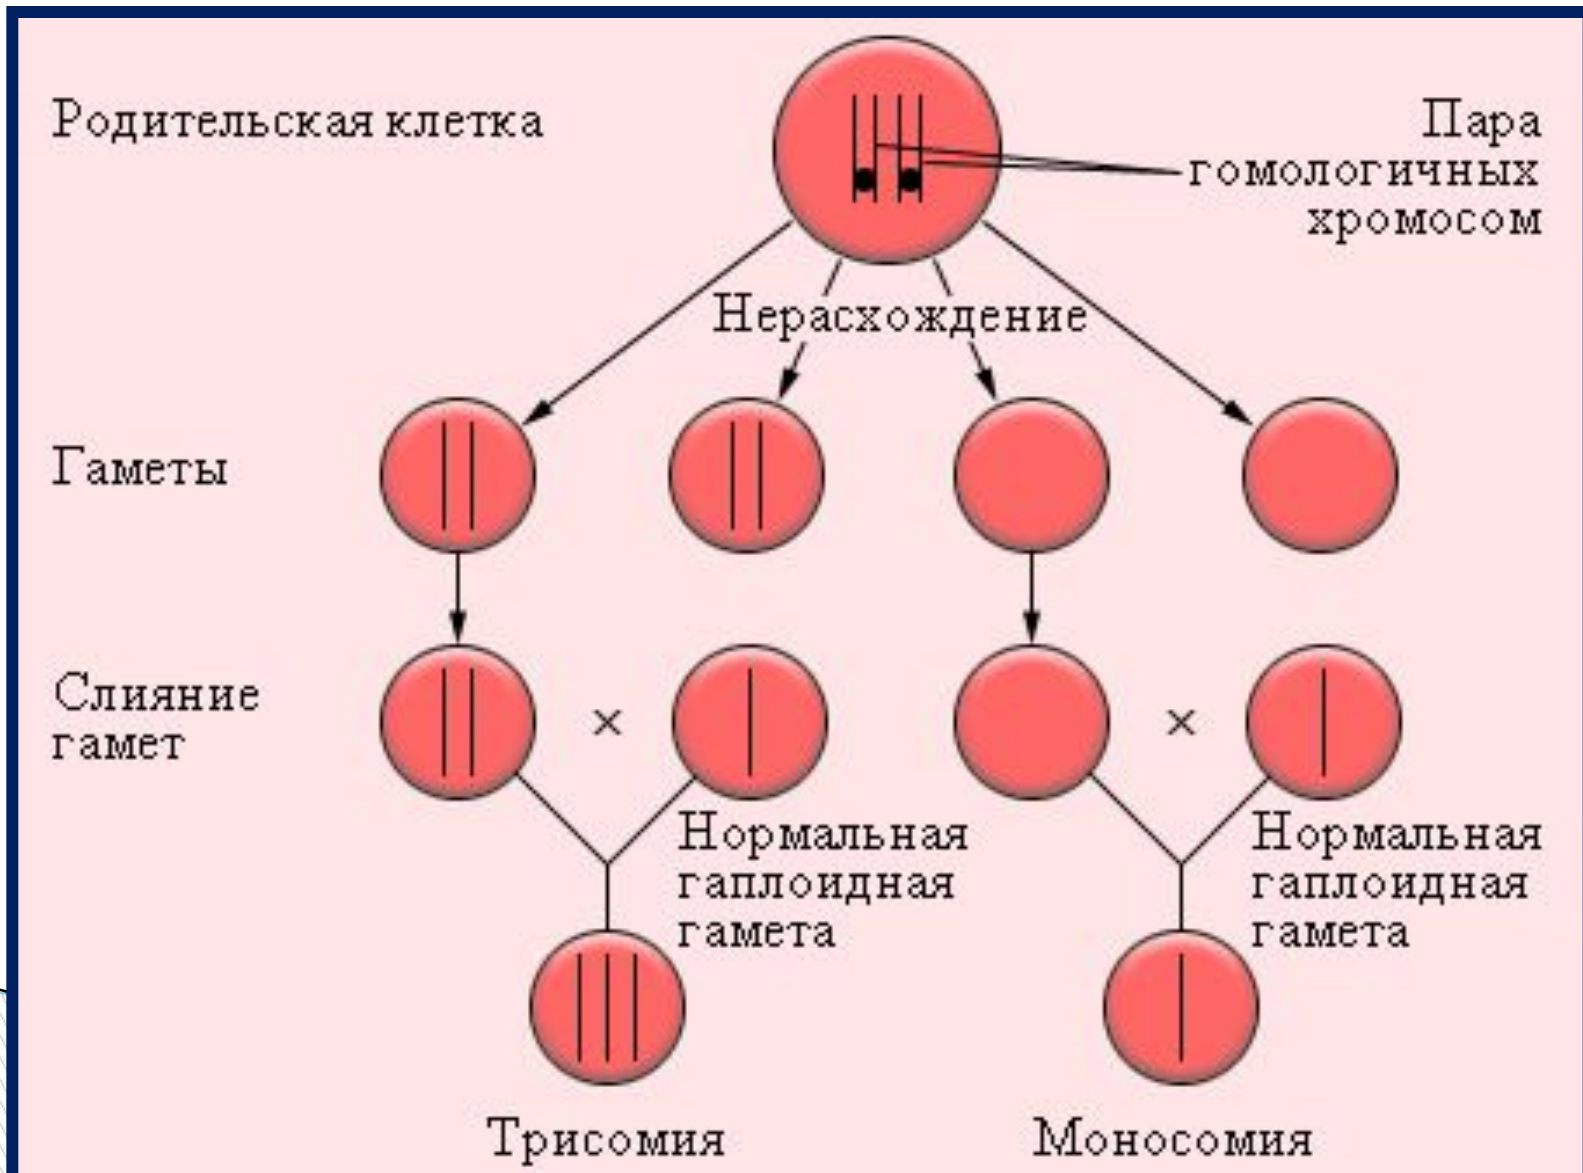 Родительская клетка
Пара
гомологичных
хромосом
Нерасхождение
Гаметы
Слияние
гамет
×
×
Нормальная
гаплоидная
гамета
Нормальная
гаплоидная
гамета
Трисомия
Моносомия